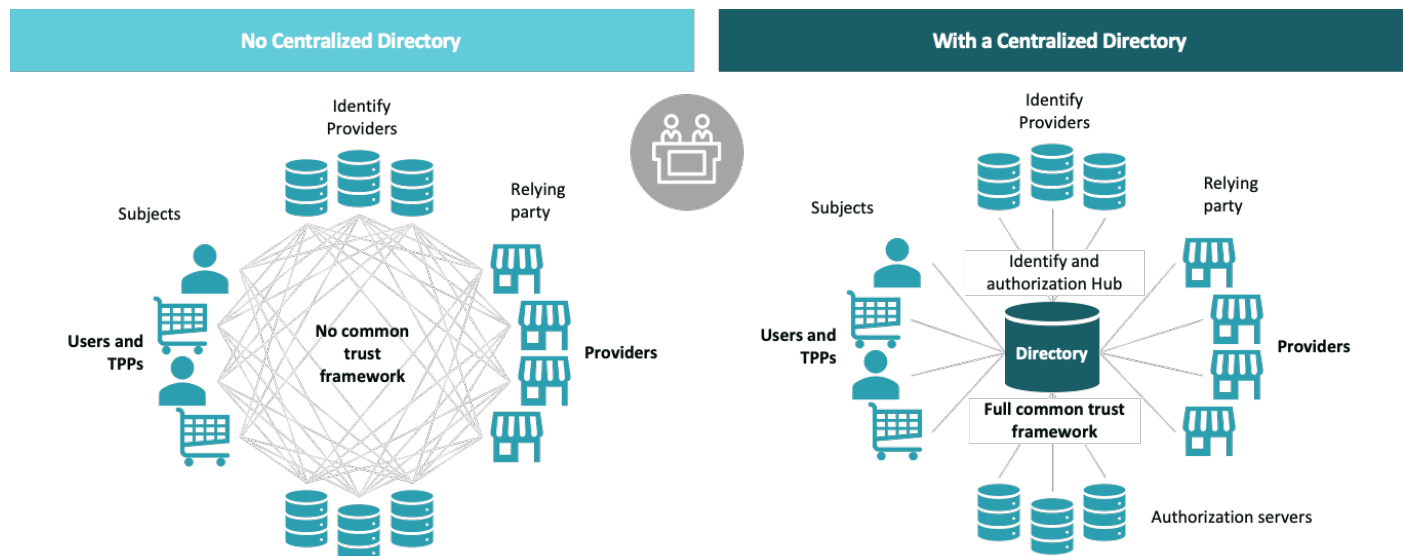 No Centralized Directory
Identify
Providers
Subjects
Relying
party
Users and
TPPs
No common
trust
framework
Providers
With a Centralized Directory
Identify
Providers
Subjects
Relying
party
Identify and
authorization Hub
Users and
TPPs
Directory
Providers
Full common trust
framework
Authorization servers